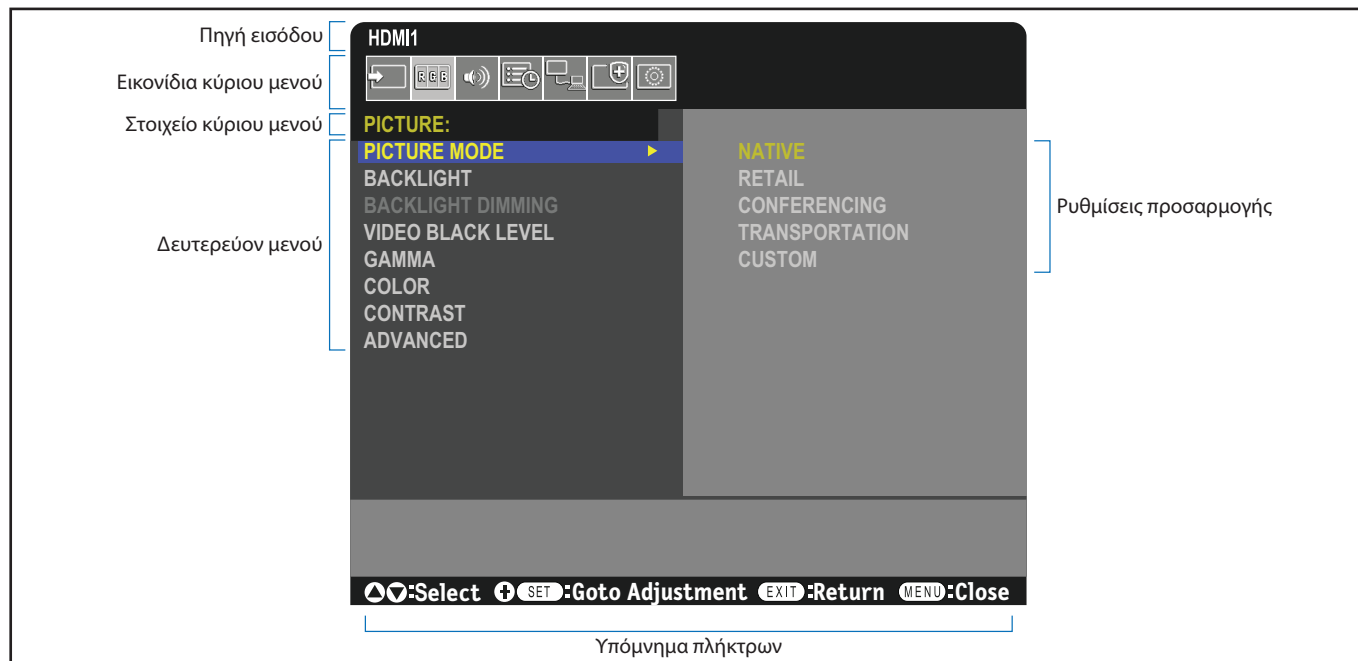 Πηγή εισόδου
HDMI1
Εικονίδια κύριου μενού
RGB
Στοιχείο κύριου μενού
PICTURE:
PICTURE MODE
NATIVE
BACKLIGHT
RETAIL
BACKLIGHT DIMMING
CONFERENCING
Ρυθμίσεις προσαρμογής
VIDEO BLACK LEVEL
TRANSPORTATION
Δευτερεύον μενού
GAMMA
CUSTOM
COLOR
CONTRAST
ADVANCED
:Select SET:Goto Adjustment EXIT:Return MENU:Close
Υπόμνημα πλήκτρων